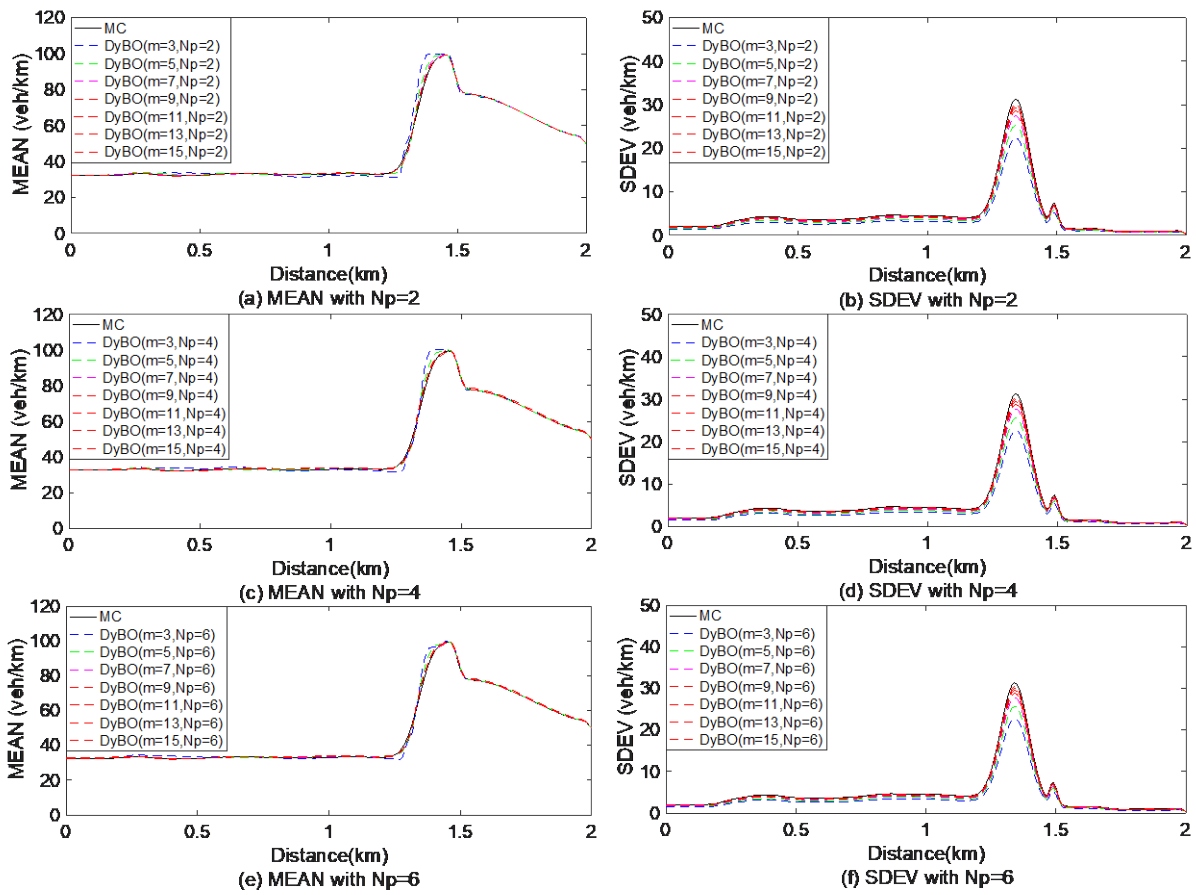 120
100
80
60
40
20
0
MEAN (veh/km)
MC
DyBO(m=3,Np=2)
DyBO(m=5,Np=2)
DyBO(m=7,Np=2)
DyBO(m=9,Np=2)
DyBO(m=11,Np=2)
DyBO(m=13,Np=2)
DyBO(m=15,Np=2)
0 0.5 1 1.5 2
Distance(km)
(a) MEAN with Np=2
50
40
30
20
10
0
SDEV (veh/km)
MC
DyBO(m=3,Np=2)
DyBO(m=5,Np=2)
DyBO(m=7,Np=2)
DyBO(m=9,Np=2)
DyBO(m=11,Np=2)
DyBO(m=13,Np=2)
DyBO(m=15,Np=2)
0 0.5 1 1.5 2
Distance(km)
(b) SDEV with Np=2
120
100
80
60
40
20
0
MEAN (veh/km)
MC
DyBO(m=3,Np=4)
DyBO(m=5,Np=4)
DyBO(m=7,Np=4)
DyBO(m=9,Np=4)
DyBO(m=11,Np=4)
DyBO(m=13,Np=4)
DyBO(m=15,Np=4)
0 0.5 1 1.5 2
Distance(km)
(c) MEAN with Np=4
50
40
30
20
10
0
SDEV (veh/km)
MC
DyBO(m=3,Np=4)
DyBO(m=5,Np=4)
DyBO(m=7,Np=4)
DyBO(m=9,Np=4)
DyBO(m=11,Np=4)
DyBO(m=13,Np=4)
DyBO(m=15,Np=4)
0 0.5 1 1.5 2
Distance(km)
(d) SDEV with Np=4
120
100
80
60
40
20
0
MEAN (veh/km)
MC
DyBO(m=3,Np=6)
DyBO(m=5,Np=6)
DyBO(m=7,Np=6)
DyBO(m=9,Np=6)
DyBO(m=11,Np=6)
DyBO(m=13,Np=6)
DyBO(m=15,Np=6)
0 0.5 1 1.5 2
Distance(km)
(e) MEAN with Np=6
50
40
30
20
10
0
SDEV (veh/km)
MC
DyBO(m=3,Np=6)
DyBO(m=5,Np=6)
DyBO(m=7,Np=6)
DyBO(m=9,Np=6)
DyBO(m=11,Np=6)
DyBO(m=13,Np=6)
DyBO(m=15,Np=6)
0 0.5 1 1.5 2
Distance(km)
(f) SDEV with Np=6